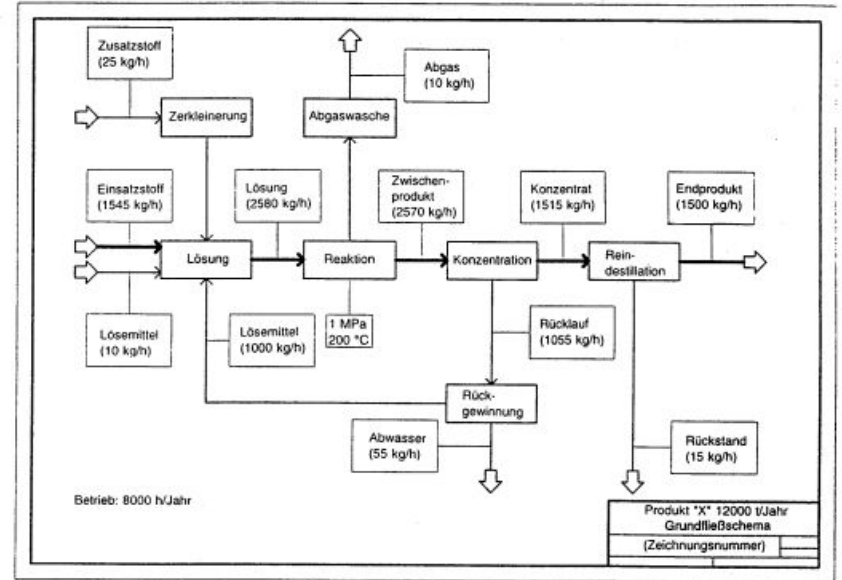 Zusatzstoff
(25 kg/h)
Abgas
(10 kg/h)
Zerkleinerung
Abgaswasche
Einsatzstoff
(1545 kg/h)
Lösung
(2580 kg/h)
Zwischen-
produkt
(2570 kg/h)
Konzentrat
(1515 kg/h)
Endprodukt
(1500 kg/h)
Lösung
Reaktion
Konzentration
Rein-
destillation
Lösemittel
(10 kg/h)
Lösemittel
(1000 kg/h)
1 MPa
200 °C
Rücklauf
(1055 kg/h)
Rück-
gewinnung
Abwasser
(55 kg/h)
Rückstand
(15 kg/h)
Betrieb: 8000 h/Jahr
Produkt "X" 12000 t/Jahr
Grundfließschema
(Zeichnungsnummer)